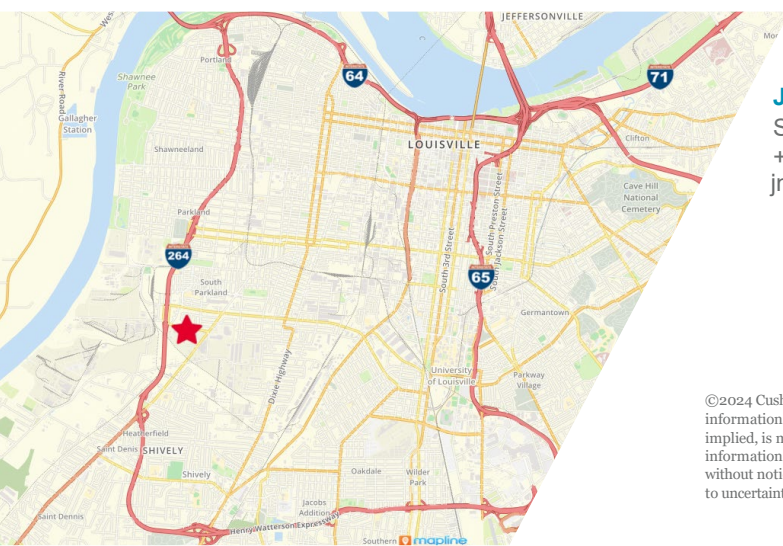 JEFFERSONVILLE
Portland
64
71
Shawnee
Park
River Road
Gallagher
Station
Clifton
LOUISVILLE
Shawneeland
Cave Hill
National
Cemetery
South Preston Street
South Jackson Street
Parkland
South 3rd Street
264
65
South
Parkland
Germantown
Dixie Highway
University
of Louisville
Parkway
Village
Heatherfield
Saint Denis
SHIVELY
Shively
Oakdale
Wilder
Park
Jacobs
Addition
Saint Dennis
Henry Watterson Expressway
Southern
mapline
J
S
+
jr
©2024 Cush
information
implied, is n
information
without noti
to uncertain